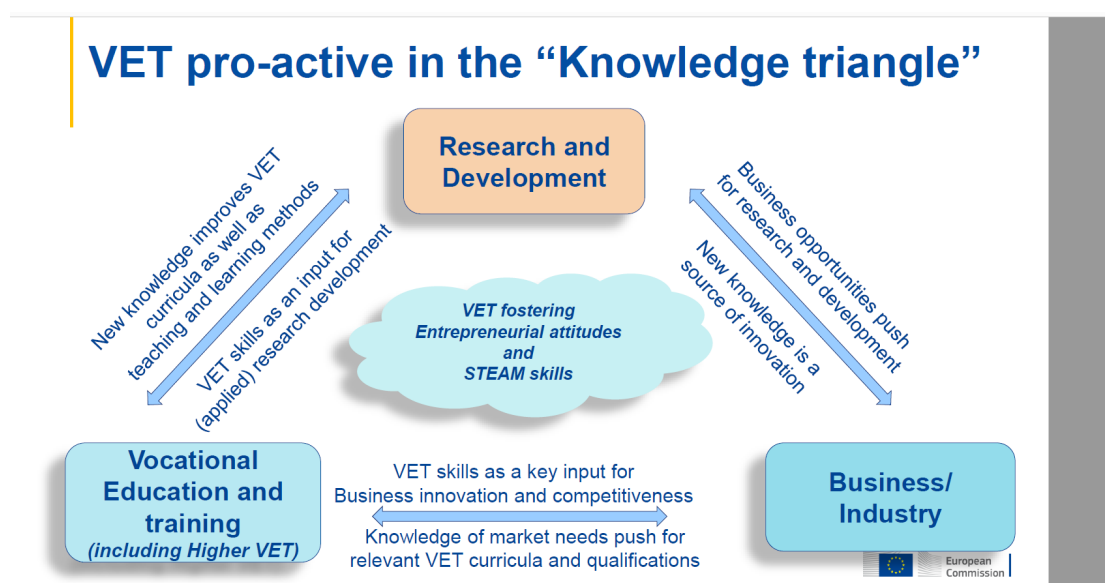 VET pro-active in the “Knowledge triangle”
Research and
Development
New knowledge improves VET
curricula as well as
teaching and learning methods
VET skills as an input for
(applied) research development
Business opportunities push
for research and development
New knowledge is a
source of innovation
VET fostering
Entrepreneurial attitudes
and
STEAM skills
Vocational
Education and
training
(including Higher VET)
VET skills as a key input for
Business innovation and competitiveness
Knowledge of market needs push for
relevant VET curricula and qualifications
Business/
Industry
European
Commission